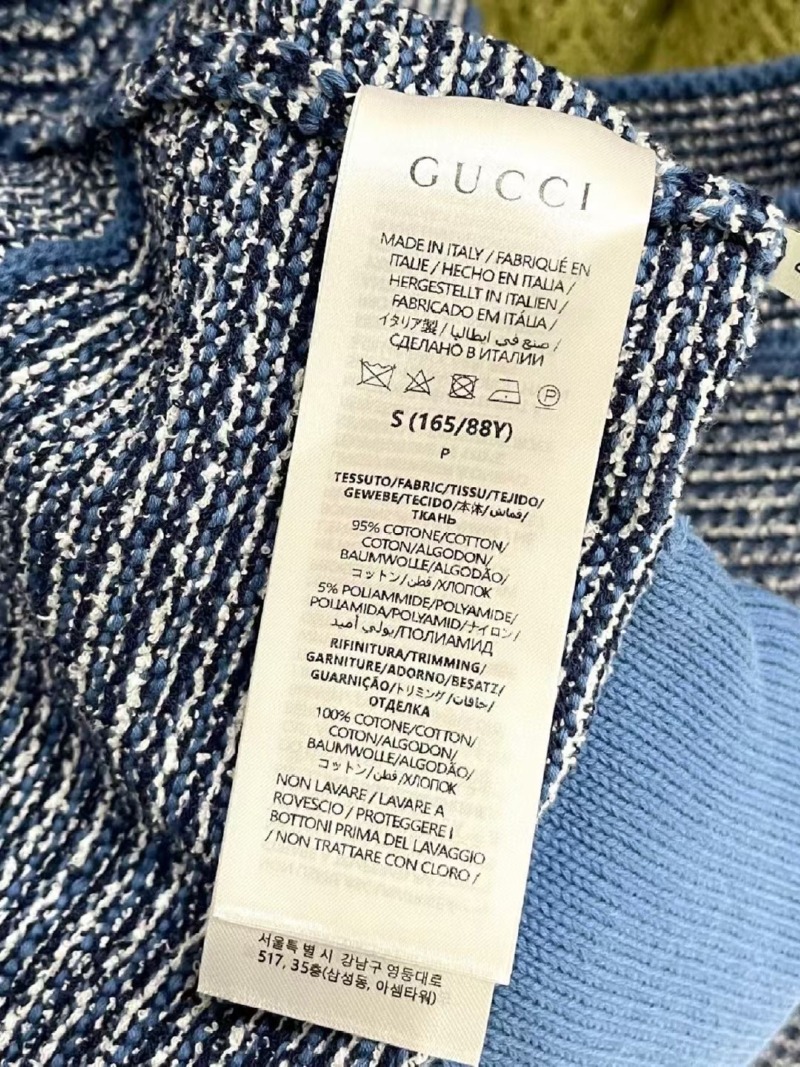 GUCCI
MADE IN ITALY / FABRIQUÉ EN
ITALIE / HECHO EN ITALIA /
HERGESTELLT IN ITALIEN /
FABRICADO EM ITÁLIA /
イタリア製 / صنع في ايطاليا /
СДЕЛАНО В ИТАЛИИ
P
S (165/88Y)
P
TESSUTO/FABRIC/TISSU/TEJIDO/
GEWEBE/TECIDO/本体/قماش/
ТКАНЬ
95% COTONE/COTTON/
COTON/ALGODON/
BAUMWOLLE/ALGODÃO/
コットン/قطن/ХЛОПОК
5% POLIAMMIDE/POLYAMIDE/
POLIAMIDA/POLYAMID/ナイロン/
بولي أميد/ПОЛИАМИД
RIFINITURA/TRIMMING/
GARNITURE/ADORNO/BESATZ/
GUARNIÇÃO/トリミング/حافات/
ОТДЕЛКА
100% COTONE/COTTON/
COTON/ALGODON/
BAUMWOLLE/ALGODÃO/
コットン/قطن/ХЛОПОК
NON LAVARE / LAVARE A
ROVESCIO / PROTEGGERE I
BOTTONI PRIMA DEL LAVAGGIO
/ NON TRATTARE CON CLORO /
서울특별시 강남구 영동대로
517, 35층(삼성동, 아셈타워)